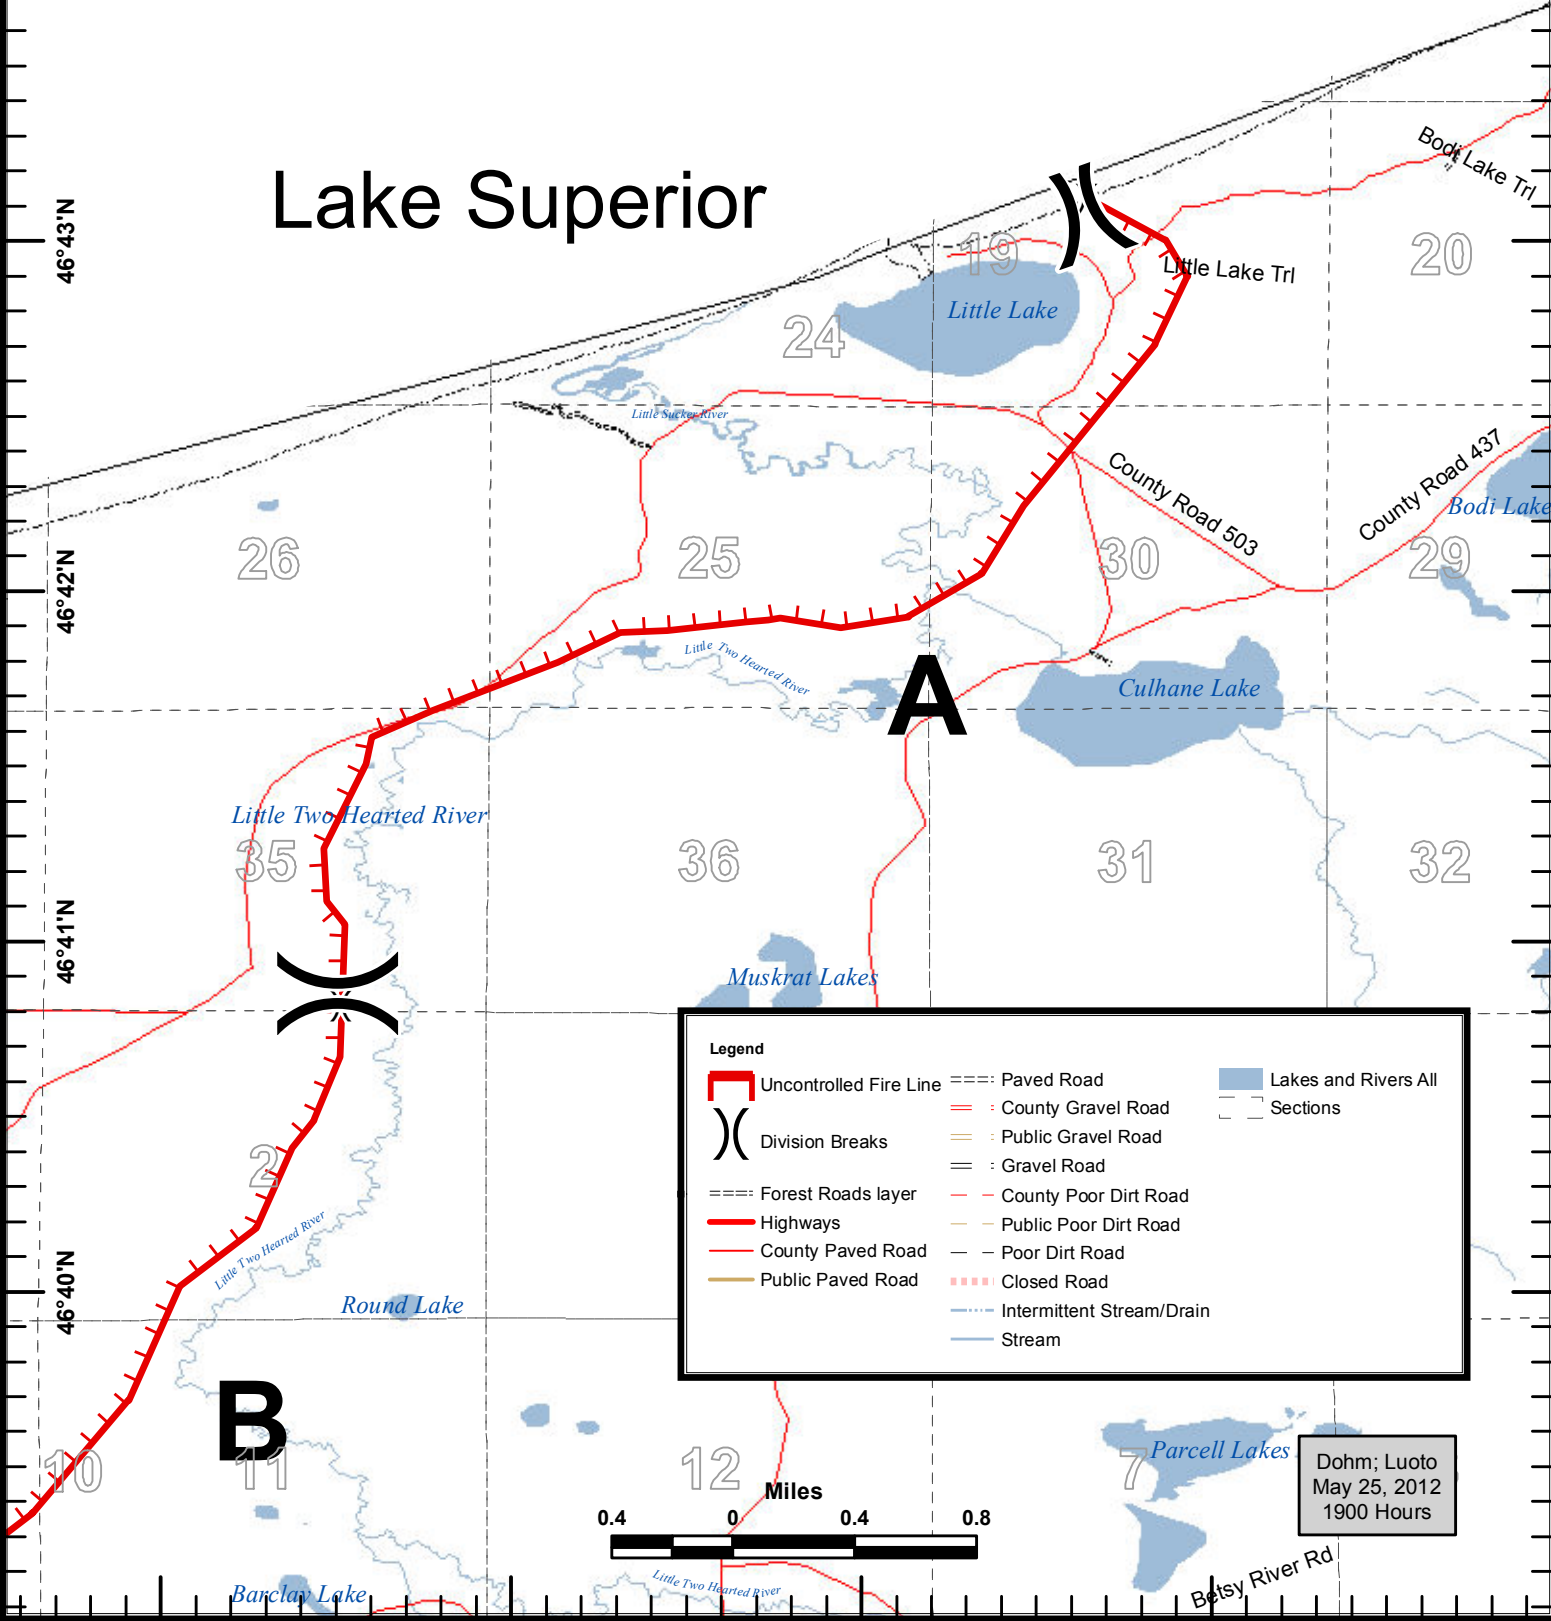 Lake Superior
Bodi Lake Trl
46°43'N
19
20
Little Lake Trl
Little Lake
24
Little Sucker River
County Road 503
County Road 437
Bodi Lake
26
25
30
29
46°42'N
Little Two Hearted River
A
Culhane Lake
Little Two Hearted River
35
36
31
32
46°41'N
Muskrat Lakes
Legend
Uncontrolled Fire Line
Division Breaks
Forest Roads layer
Highways
County Paved Road
Public Paved Road
Paved Road
County Gravel Road
Public Gravel Road
Gravel Road
County Poor Dirt Road
Public Poor Dirt Road
Poor Dirt Road
Closed Road
Intermittent Stream/Drain
Stream
Lakes and Rivers All
Sections
2
Little Two Hearted River
46°40'N
Round Lake
B
10
11
12
7
Parcell Lakes
Dohm; Luoto
May 25, 2012
1900 Hours
Miles
0.4 0 0.4 0.8
Betsy River Rd
Little Two Hearted River
Barclay Lake